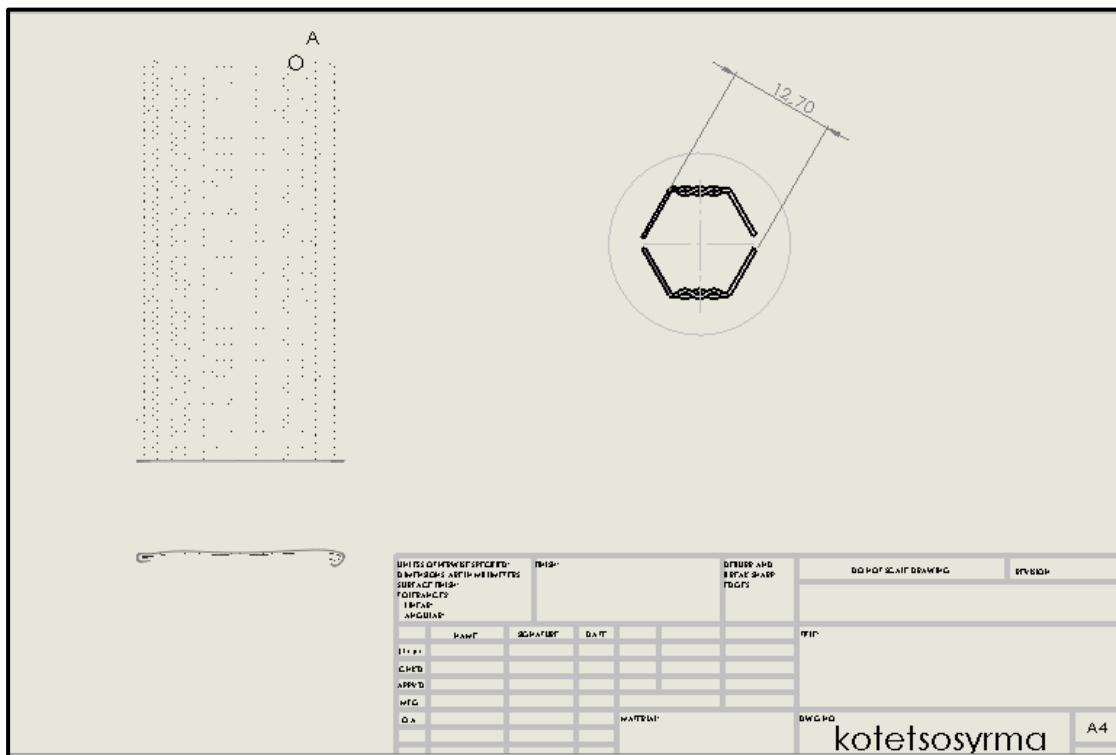 A
12,70
UNLESS OTHERWISE SPECIFIED:
DIMENSIONS ARE IN MILLIMETERS
SURFACE FINISH:
TOLERANCES:
LINEAR:
ANGULAR:
FINISH:
DEBURR AND
BREAK SHARP
EDGES
DO NOT SCALE DRAWING
REVISION
NAME
SIGNATURE
DATE
TITLE:
CHK'D
APPV'D
MFG
Q.A
MATERIAL:
DWG NO.
kotetsosyrma
A4